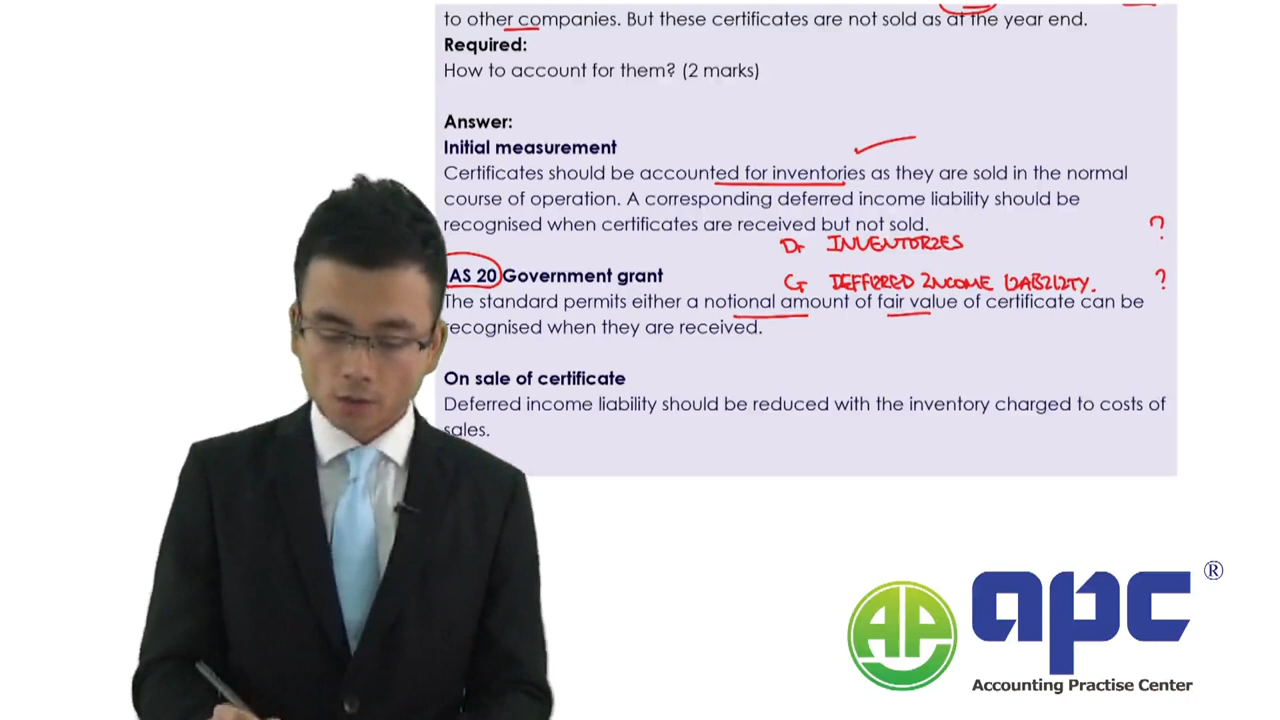 to other companies. But these certificates are not sold as at the year end.
Required:
How to account for them? (2 marks)
Answer:
Initial measurement
Certificates should be accounted for inventories as they are sold in the normal
course of operation. A corresponding deferred income liability should be
recognised when certificates are received but not sold.
?
Dr INVENTORIES
AS 20 Government grant
Cr DEFFERED INCOME LIABILITY. ?
The standard permits either a notional amount of fair value of certificate can be
recognised when they are received.
On sale of certificate
Deferred income liability should be reduced with the inventory charged to costs of
sales.
AP
apc ®
Accounting Practise Center